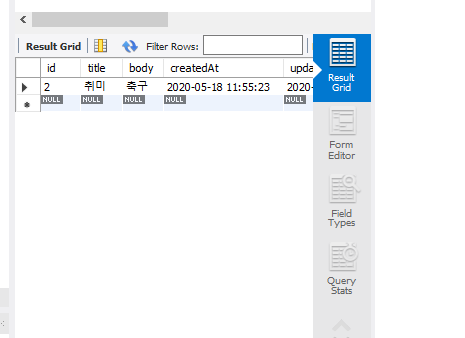 Result Grid Filter Rows:
id title body createdAt upda
2 취미 축구 2020-05-18 11:55:23 2020-
NULL NULL NULL NULL NULL
Result
Grid
Form
Editor
Field
Types
Query
Stats